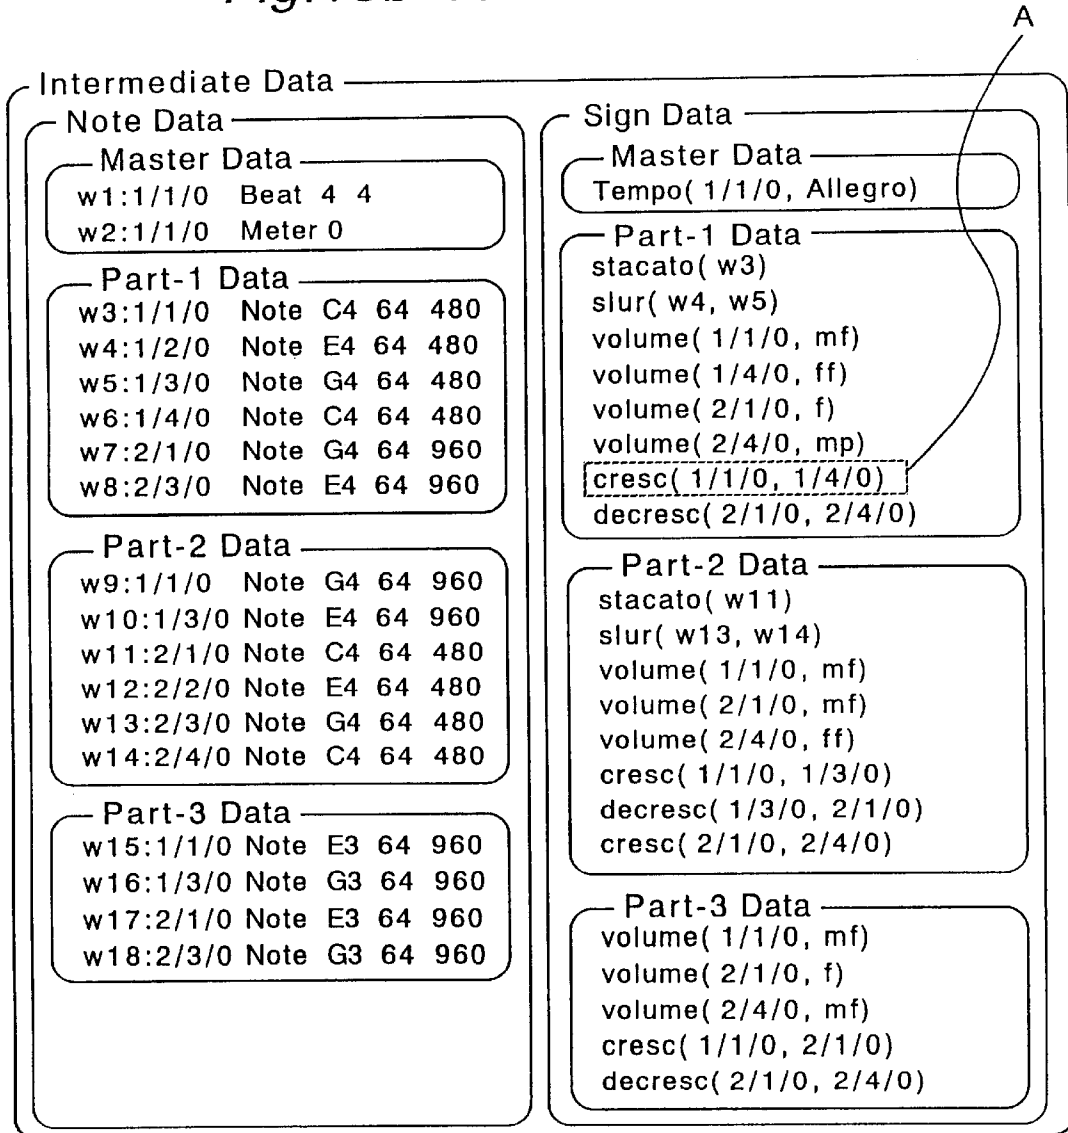 A
Intermediate Data
Note Data
Master Data
w1:1/1/0 Beat 4 4
w2:1/1/0 Meter 0
Part-1 Data
w3:1/1/0 Note C4 64 480
w4:1/2/0 Note E4 64 480
w5:1/3/0 Note G4 64 480
w6:1/4/0 Note C4 64 480
w7:2/1/0 Note G4 64 960
w8:2/3/0 Note E4 64 960
Part-2 Data
w9:1/1/0 Note G4 64 960
w10:1/3/0 Note E4 64 960
w11:2/1/0 Note C4 64 480
w12:2/2/0 Note E4 64 480
w13:2/3/0 Note G4 64 480
w14:2/4/0 Note C4 64 480
Part-3 Data
w15:1/1/0 Note E3 64 960
w16:1/3/0 Note G3 64 960
w17:2/1/0 Note E3 64 960
w18:2/3/0 Note G3 64 960
Sign Data
Master Data
Tempo( 1/1/0, Allegro)
Part-1 Data
stacato( w3)
slur( w4, w5)
volume( 1/1/0, mf)
volume( 1/4/0, ff)
volume( 2/1/0, f)
volume( 2/4/0, mp)
cresc( 1/1/0, 1/4/0)
decresc( 2/1/0, 2/4/0)
Part-2 Data
stacato( w11)
slur( w13, w14)
volume( 1/1/0, mf)
volume( 2/1/0, mf)
volume( 2/4/0, ff)
cresc( 1/1/0, 1/3/0)
decresc( 1/3/0, 2/1/0)
cresc( 2/1/0, 2/4/0)
Part-3 Data
volume( 1/1/0, mf)
volume( 2/1/0, f)
volume( 2/4/0, mf)
cresc( 1/1/0, 2/1/0)
decresc( 2/1/0, 2/4/0)